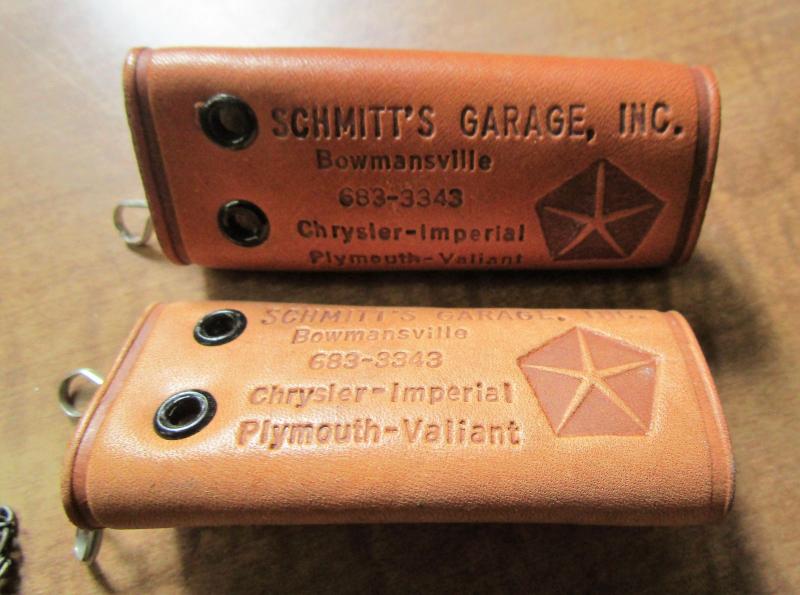 SCHMITT'S GARAGE, INC.
Bowmansville
683-3343
Chrysler-Imperial
Plymouth-Valiant
SCHMITT'S GARAGE, INC.
Bowmansville
683-3343
Chrysler-Imperial
Plymouth-Valiant